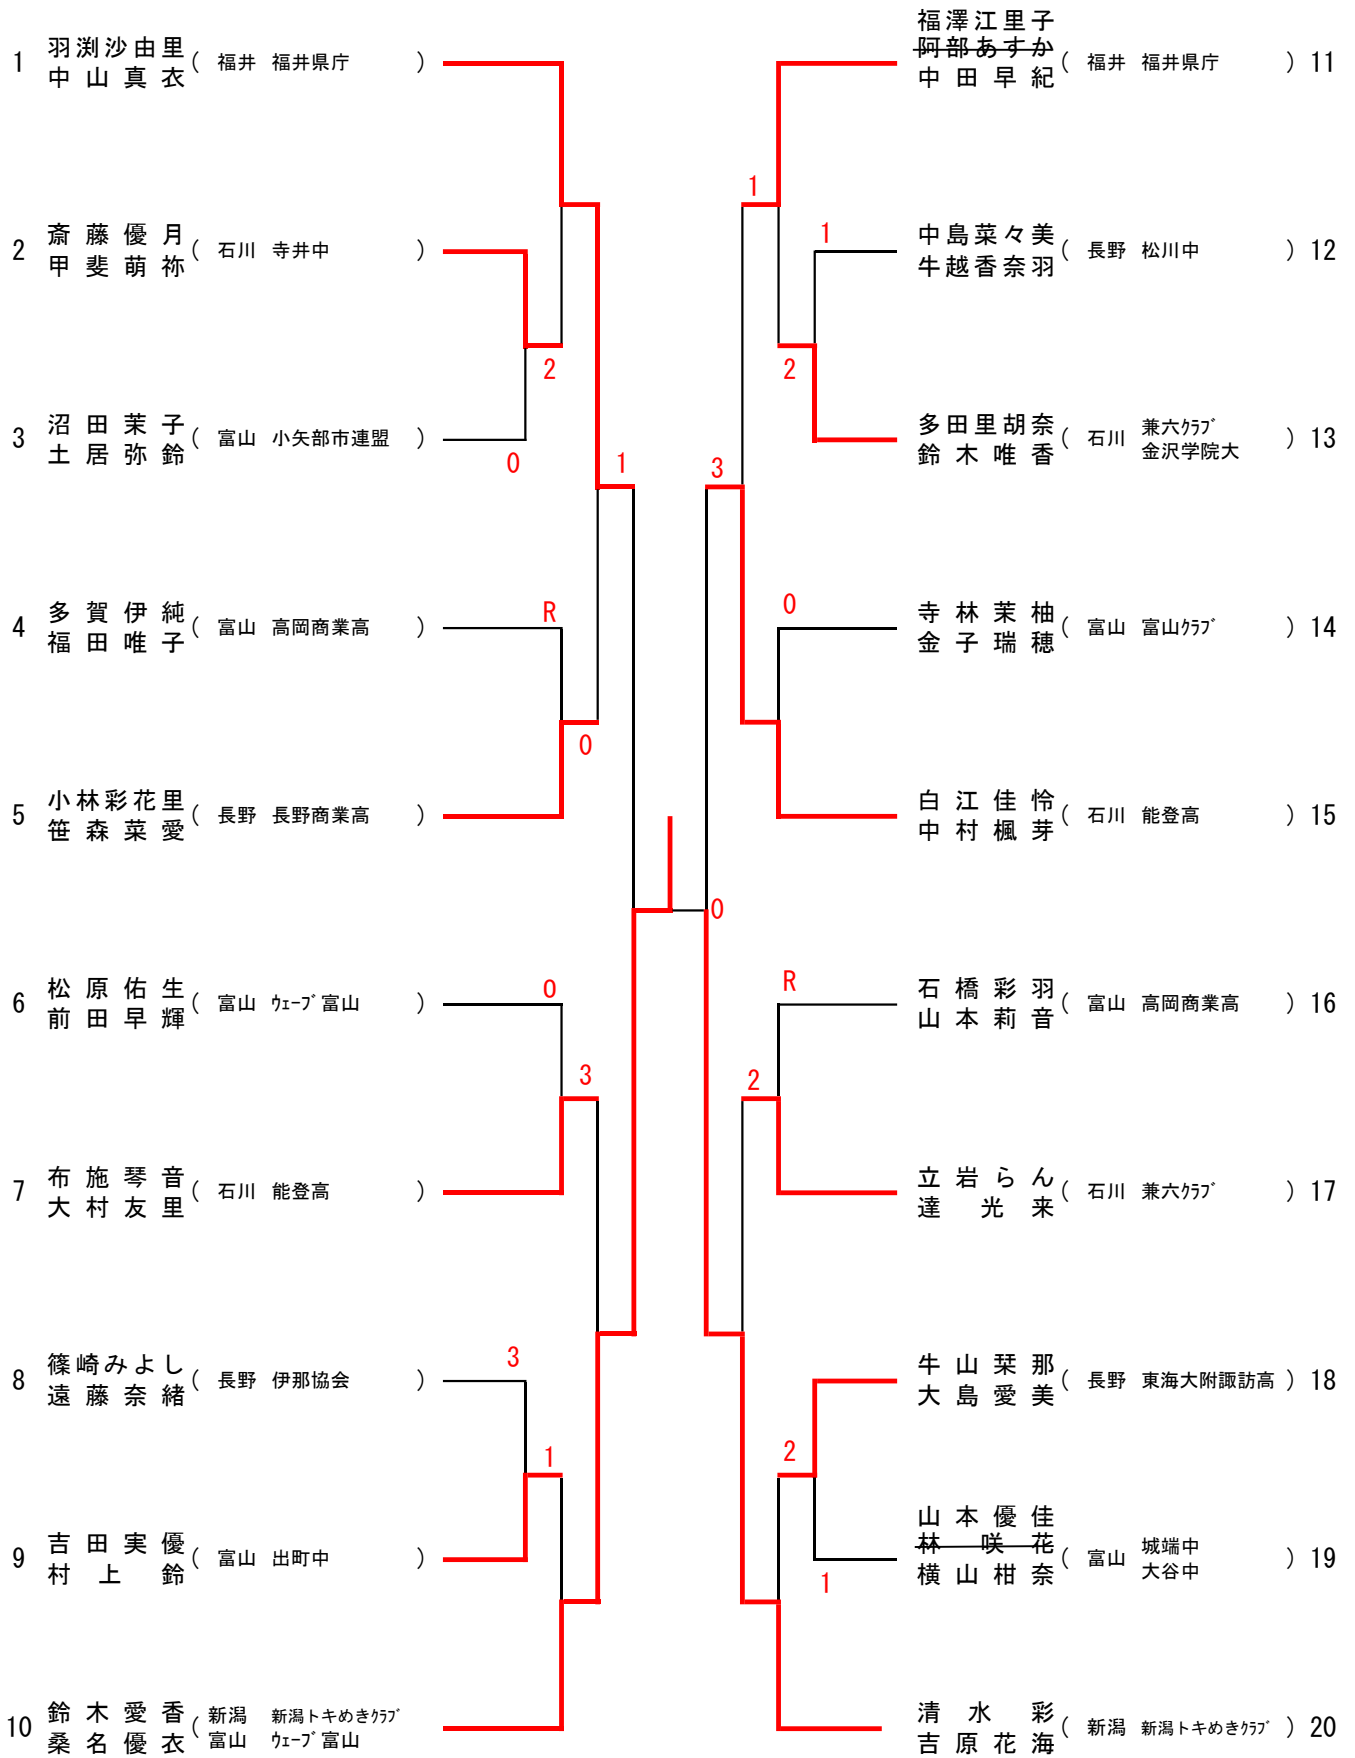 1 羽渕沙由里 中山真衣 ( 福井 福井県庁 )
2 斎藤優月 甲斐萌祢 ( 石川 寺井中 )
2
3 沼田茉子 土居弥鈴 ( 富山 小矢部市連盟 )
0
1
4 多賀伊純 福田唯子 ( 富山 高岡商業高 )
R
0
5 小林彩花里 笹森菜愛 ( 長野 長野商業高 )
6 松原佑生 前田早輝 ( 富山 ウェーブ富山 )
0
3
7 布施琴音 大村友里 ( 石川 能登高 )
8 篠崎みよし 遠藤奈緒 ( 長野 伊那協会 )
3
1
9 吉田実優 村上鈴 ( 富山 出町中 )
10 鈴木愛香 桑名優衣 ( 新潟 新潟トキめきクラブ 富山 ウェーブ富山 )
福澤江里子
阿部あすか
中田早紀 ( 福井 福井県庁 ) 11
1
1
中島菜々美 牛越香奈羽 ( 長野 松川中 ) 12
2
多田里胡奈 鈴木唯香 ( 石川 兼六クラブ 金沢学院大 ) 13
3
0
寺林茉柚 金子瑞穂 ( 富山 富山クラブ ) 14
白江佳怜 中村楓芽 ( 石川 能登高 ) 15
0
R
石橋彩羽 山本莉音 ( 富山 高岡商業高 ) 16
2
立岩らん 達光来 ( 石川 兼六クラブ ) 17
牛山栞那 大島愛美 ( 長野 東海大附諏訪高 ) 18
2
山本優佳
林咲花
横山柑奈 ( 富山 城端中 大谷中 ) 19
1
清水彩 吉原花海 ( 新潟 新潟トキめきクラブ ) 20